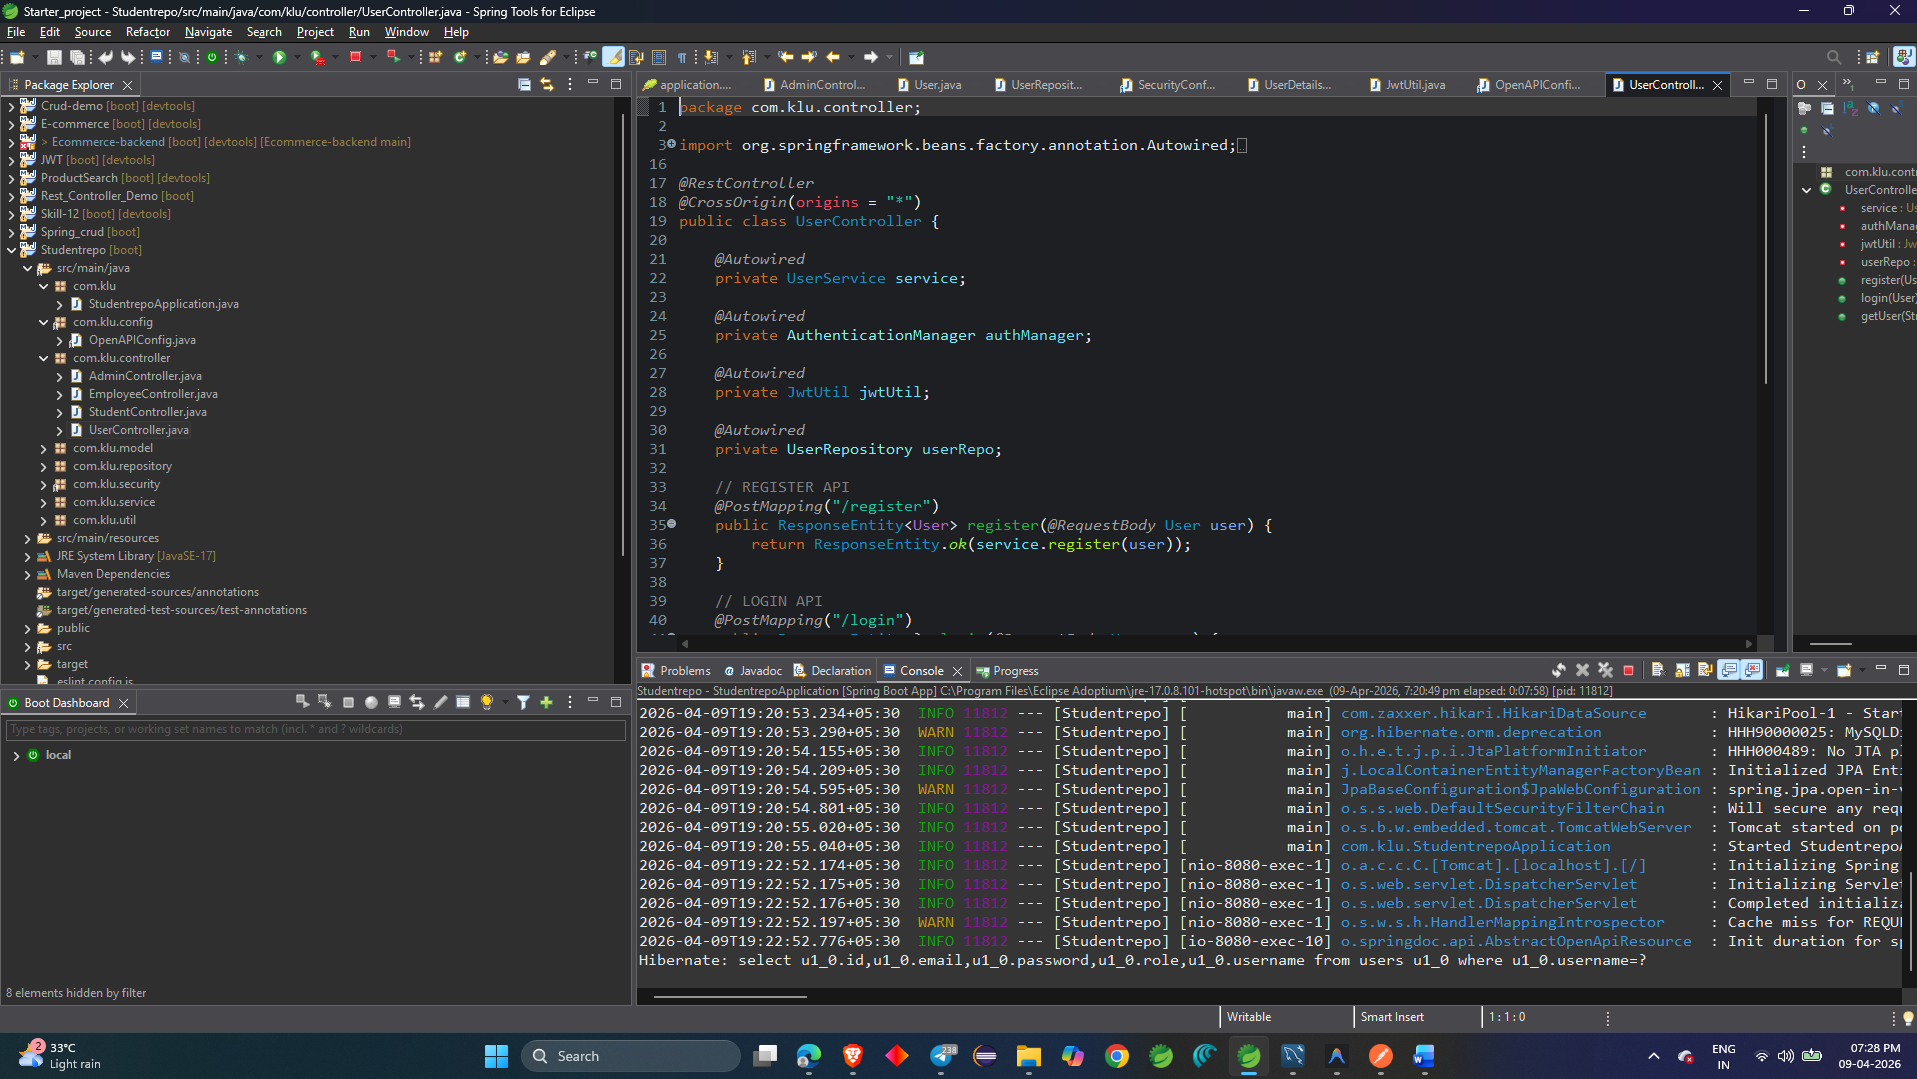 Starter_project - Studentrepo/src/main/java/com/klu/controller/UserController.java - Spring Tools for Eclipse
File Edit Source Refactor Navigate Search Project Run Window Help
Package Explorer
Crud-demo [boot] [devtools]
E-commerce [boot] [devtools]
> Ecommerce-backend [boot] [devtools] [Ecommerce-backend main]
JWT [boot] [devtools]
ProductSearch [boot] [devtools]
Rest_Controller_Demo [boot]
Skill-12 [boot] [devtools]
Spring_crud [boot]
Studentrepo [boot]
src/main/java
com.klu
StudentrepoApplication.java
com.klu.config
OpenAPIConfig.java
com.klu.controller
AdminController.java
EmployeeController.java
StudentController.java
UserController.java
com.klu.model
com.klu.repository
com.klu.security
com.klu.service
com.klu.util
src/main/resources
JRE System Library [JavaSE-17]
Maven Dependencies
target/generated-sources/annotations
target/generated-test-sources/test-annotations
public
src
target
eslint.config.js
Boot Dashboard
Type tags, projects, or working set names to match (incl. * and ? wildcards)
local
8 elements hidden by filter
application.... AdminControl... User.java UserReposit... SecurityConf... UserDetails... JwtUtil.java OpenAPIConfi... UserControll...
1 package com.klu.controller;
2
3 import org.springframework.beans.factory.annotation.Autowired;
16
17 @RestController
18 @CrossOrigin(origins = "*")
19 public class UserController {
20
21 @Autowired
22 private UserService service;
23
24 @Autowired
25 private AuthenticationManager authManager;
26
27 @Autowired
28 private JwtUtil jwtUtil;
29
30 @Autowired
31 private UserRepository userRepo;
32
33 // REGISTER API
34 @PostMapping("/register")
35 public ResponseEntity<User> register(@RequestBody User user) {
36 return ResponseEntity.ok(service.register(user));
37 }
38
39 // LOGIN API
40 @PostMapping("/login")
O
com.klu.cont
UserControlle
service : Us
authMana
jwtUtil : Jw
userRepo :
register(Us
login(User)
getUser(Str
Problems Javadoc Declaration Console Progress
Studentrepo - StudentrepoApplication [Spring Boot App] C:\Program Files\Eclipse Adoptium\jre-17.0.8.101-hotspot\bin\javaw.exe (09-Apr-2026, 7:20:49 pm elapsed: 0:07:58) [pid: 11812]
2026-04-09T19:20:53.234+05:30 INFO 11812 --- [Studentrepo] [ main] com.zaxxer.hikari.HikariDataSource : HikariPool-1 - Star
2026-04-09T19:20:53.290+05:30 WARN 11812 --- [Studentrepo] [ main] org.hibernate.orm.deprecation : HHH90000025: MySQLDi
2026-04-09T19:20:54.155+05:30 INFO 11812 --- [Studentrepo] [ main] o.h.e.t.j.p.i.JtaPlatformInitiator : HHH000489: No JTA p
2026-04-09T19:20:54.209+05:30 INFO 11812 --- [Studentrepo] [ main] j.LocalContainerEntityManagerFactoryBean : Initialized JPA Enti
2026-04-09T19:20:54.595+05:30 WARN 11812 --- [Studentrepo] [ main] JpaBaseConfiguration$JpaWebConfiguration : spring.jpa.open-in-v
2026-04-09T19:20:54.801+05:30 INFO 11812 --- [Studentrepo] [ main] o.s.s.web.DefaultSecurityFilterChain : Will secure any requ
2026-04-09T19:20:55.020+05:30 INFO 11812 --- [Studentrepo] [ main] o.s.b.w.embedded.tomcat.TomcatWebServer : Tomcat started on po
2026-04-09T19:20:55.040+05:30 INFO 11812 --- [Studentrepo] [ main] com.klu.StudentrepoApplication : Started StudentrepoA
2026-04-09T19:22:52.174+05:30 INFO 11812 --- [Studentrepo] [nio-8080-exec-1] o.a.c.c.C.[Tomcat].[localhost].[/] : Initializing Spring
2026-04-09T19:22:52.175+05:30 INFO 11812 --- [Studentrepo] [nio-8080-exec-1] o.s.web.servlet.DispatcherServlet : Initializing Servlet
2026-04-09T19:22:52.176+05:30 INFO 11812 --- [Studentrepo] [nio-8080-exec-1] o.s.web.servlet.DispatcherServlet : Completed initializa
2026-04-09T19:22:52.197+05:30 WARN 11812 --- [Studentrepo] [nio-8080-exec-1] o.s.w.s.h.HandlerMappingIntrospector : Cache miss for REQU
2026-04-09T19:22:52.776+05:30 INFO 11812 --- [Studentrepo] [io-8080-exec-10] o.springdoc.api.AbstractOpenApiResource : Init duration for sp
Hibernate: select u1_0.id,u1_0.email,u1_0.password,u1_0.role,u1_0.username from users u1_0 where u1_0.username=?
Writable Smart Insert 1 : 1 : 0
2
33°C
Light rain
Search
238
ENG
IN
07:28 PM
09-04-2026